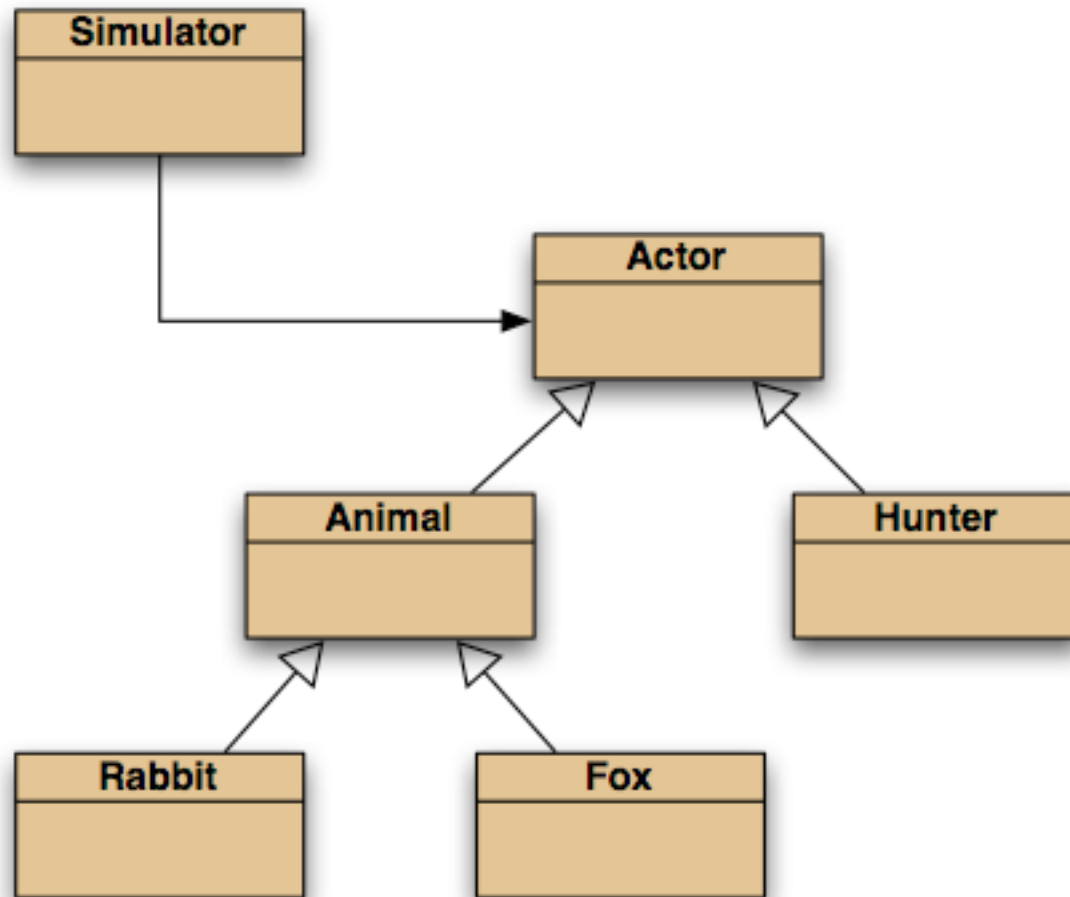 Simulator
Actor
Animal
Hunter
Rabbit
Fox